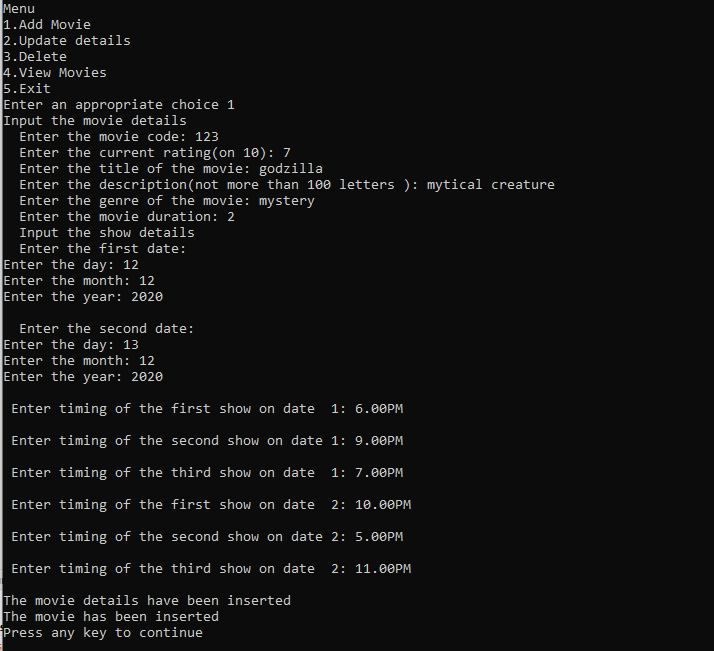 Menu
1.Add Movie
2.Update details
3.Delete
4.View Movies
5.Exit
Enter an appropriate choice 1
Input the movie details
  Enter the movie code: 123
  Enter the current rating(on 10): 7
  Enter the title of the movie: godzilla
  Enter the description(not more than 100 letters ): mytical creature
  Enter the genre of the movie: mystery
  Enter the movie duration: 2
  Input the show details
  Enter the first date:
Enter the day: 12
Enter the month: 12
Enter the year: 2020
  Enter the second date:
Enter the day: 13
Enter the month: 12
Enter the year: 2020
 Enter timing of the first show on date  1: 6.00PM
 Enter timing of the second show on date 1: 9.00PM
 Enter timing of the third show on date  1: 7.00PM
 Enter timing of the first show on date  2: 10.00PM
 Enter timing of the second show on date 2: 5.00PM
 Enter timing of the third show on date  2: 11.00PM
The movie details have been inserted
The movie has been inserted
Press any key to continue